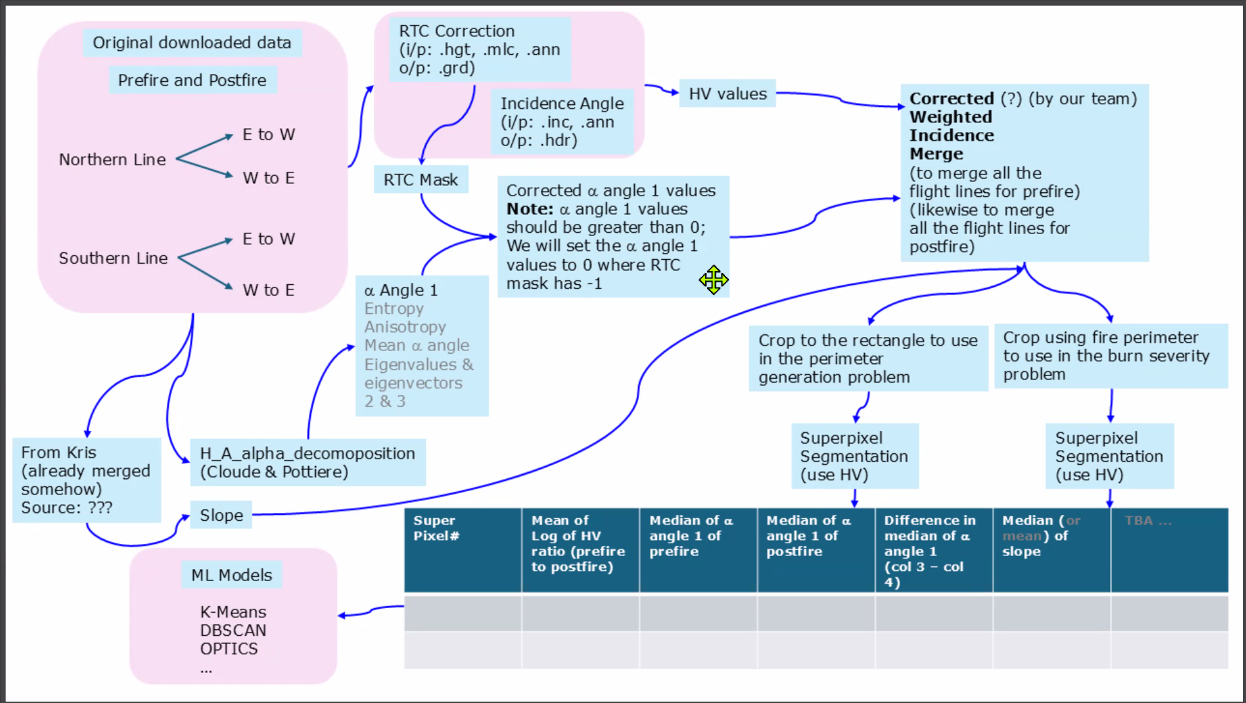 Original downloaded data
Prefire and Postfire
Northern Line
E to W
W to E
Southern Line
E to W
W to E
RTC Correction
(i/p: .hgt, .mlc, .ann
o/p: .grd)
Incidence Angle
(i/p: .inc, .ann
o/p: .hdr)
HV values
RTC Mask
Corrected (?) (by our team)
Weighted
Incidence
Merge
(to merge all the
flight lines for prefire)
(likewise to merge
all the flight lines for
postfire)
Corrected α angle 1 values
Note: α angle 1 values
should be greater than 0;
We will set the α angle 1
values to 0 where RTC
mask has -1
α Angle 1
Entropy
Anisotropy
Mean α angle
Eigenvalues &
eigenvectors
2 & 3
Crop to the rectangle to use
in the perimeter
generation problem
Crop using fire perimeter
to use in the burn severity
problem
From Kris
(already merged
somehow)
Source: ???
H_A_alpha_decomoposition
(Cloude & Pottiere)
Superpixel
Segmentation
(use HV)
Superpixel
Segmentation
(use HV)
Slope
Super
Pixel#
Mean of
Log of HV
ratio (prefire
to postfire)
Median of α
angle 1 of
prefire
Median of α
angle 1 of
postfire
Difference in
median of α
angle 1
(col 3 – col
4)
Median (or
mean) of
slope
TBA ...
ML Models
K-Means
DBSCAN
OPTICS
...